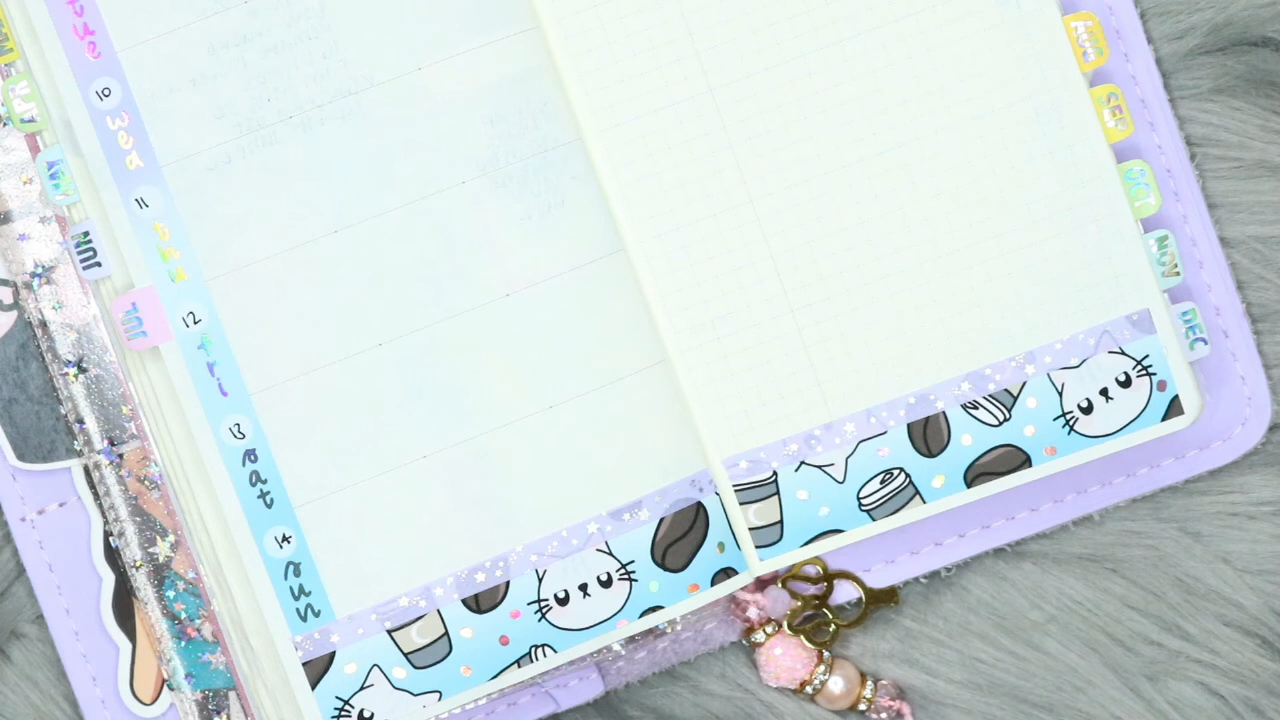 tue
10
wed
11
thu
12
fri
13
sat
14
sun
APR
MAY
JUN
JUL
AUG
SEP
OCT
NOV
DEC